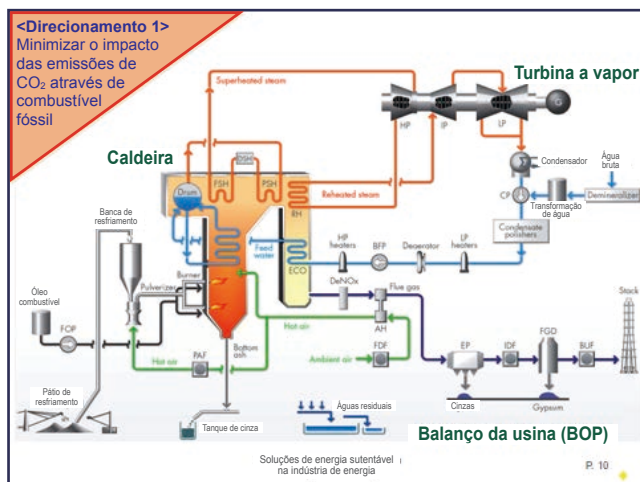 <Direcionamento 1>
Minimizar o impacto
das emissões de
CO₂ através de
combustível
fóssil
Superheated steam
Turbina a vapor
G
HP
IP
LP
Caldeira
DSH
Drum
FSH
PSH
RH
Reheated steam
Condensador
Água
bruta
CP
Transformação
de água
Demineralizer
Condensate
polishers
Banca de
resfriamento
Feed
water
HP
heaters
BFP
Deaerator
LP
heaters
ECO
Pulverizer
Burner
DeNOx
Flue gas
Stack
Óleo
combustível
FOP
Hot air
AH
Bottom
ash
Hot air
PAF
Ambient air
FDF
EP
IDF
FGD
BUF
Pátio de
resfriamento
Tanque de cinza
Águas residuais
Cinzas
Gypsum
Balanço da usina (BOP)
Soluções de energia sutentável
na indústria de energia
P. 10